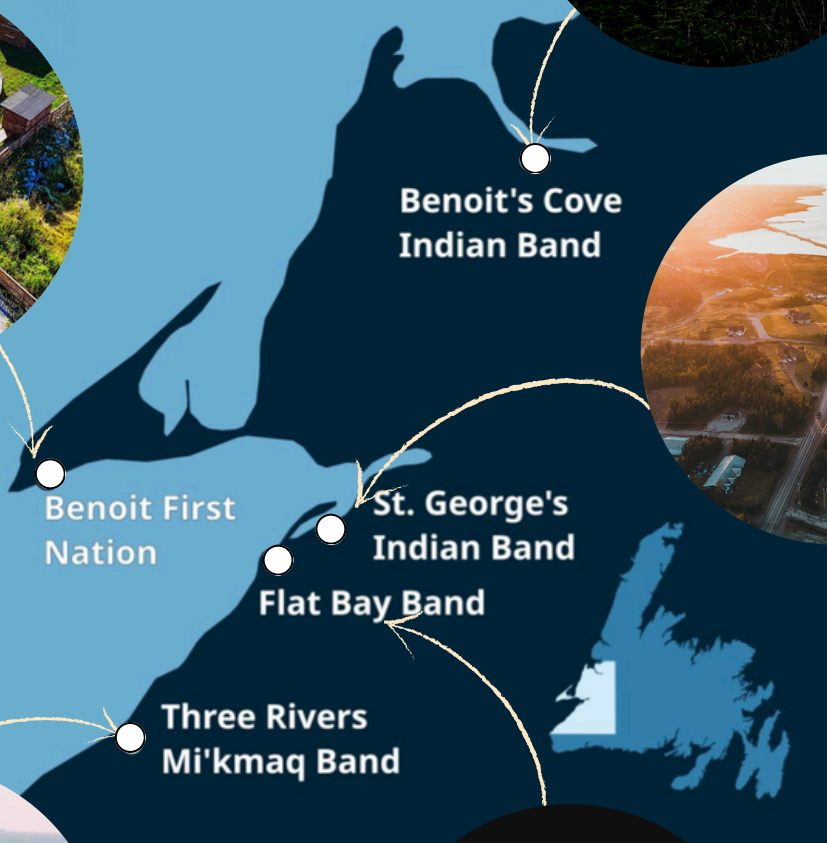 Benoit's Cove
Indian Band
St. George's
Indian Band
Benoit First
Nation
Flat Bay Band
Three Rivers
Mi'kmaq Band